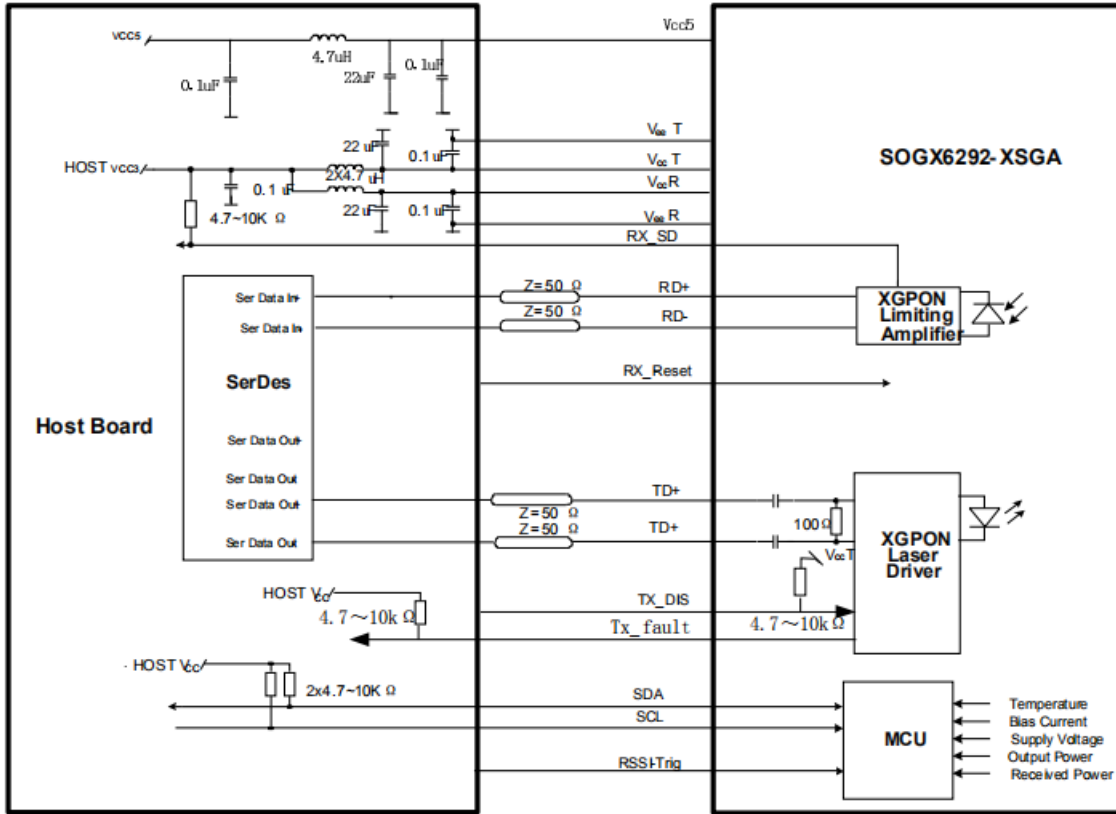 VCC5
4.7uH
0.1uF
22uF
0.1uF
Vcc5
HOST VCC3
22 uF
0.1 uF
0.1 uF
2X4.7 uH
22 uF
0.1 uF
4.7~10K Ω
Vee T
Vcc T
Vcc R
Vee R
RX_SD
SOGX6292-XSGA
Host Board
SerDes
Ser Data In+
Ser Data In+
Ser Data Out+
Ser Data Out
Ser Data Out+
Ser Data Out
Z=50 Ω
Z=50 Ω
RD+
RD-
XGPON
Limiting
Amplifier
RX_Reset
Z=50 Ω
Z=50 Ω
TD+
TD+
100Ω
Vcc T
XGPON
Laser
Driver
HOST VCC
4.7~10k Ω
TX_DIS
Tx_fault
4.7~10k Ω
HOST VCC
2x4.7~10K Ω
SDA
SCL
RSSI-Trig
MCU
Temperature
Bias Current
Supply Voltage
Output Power
Received Power